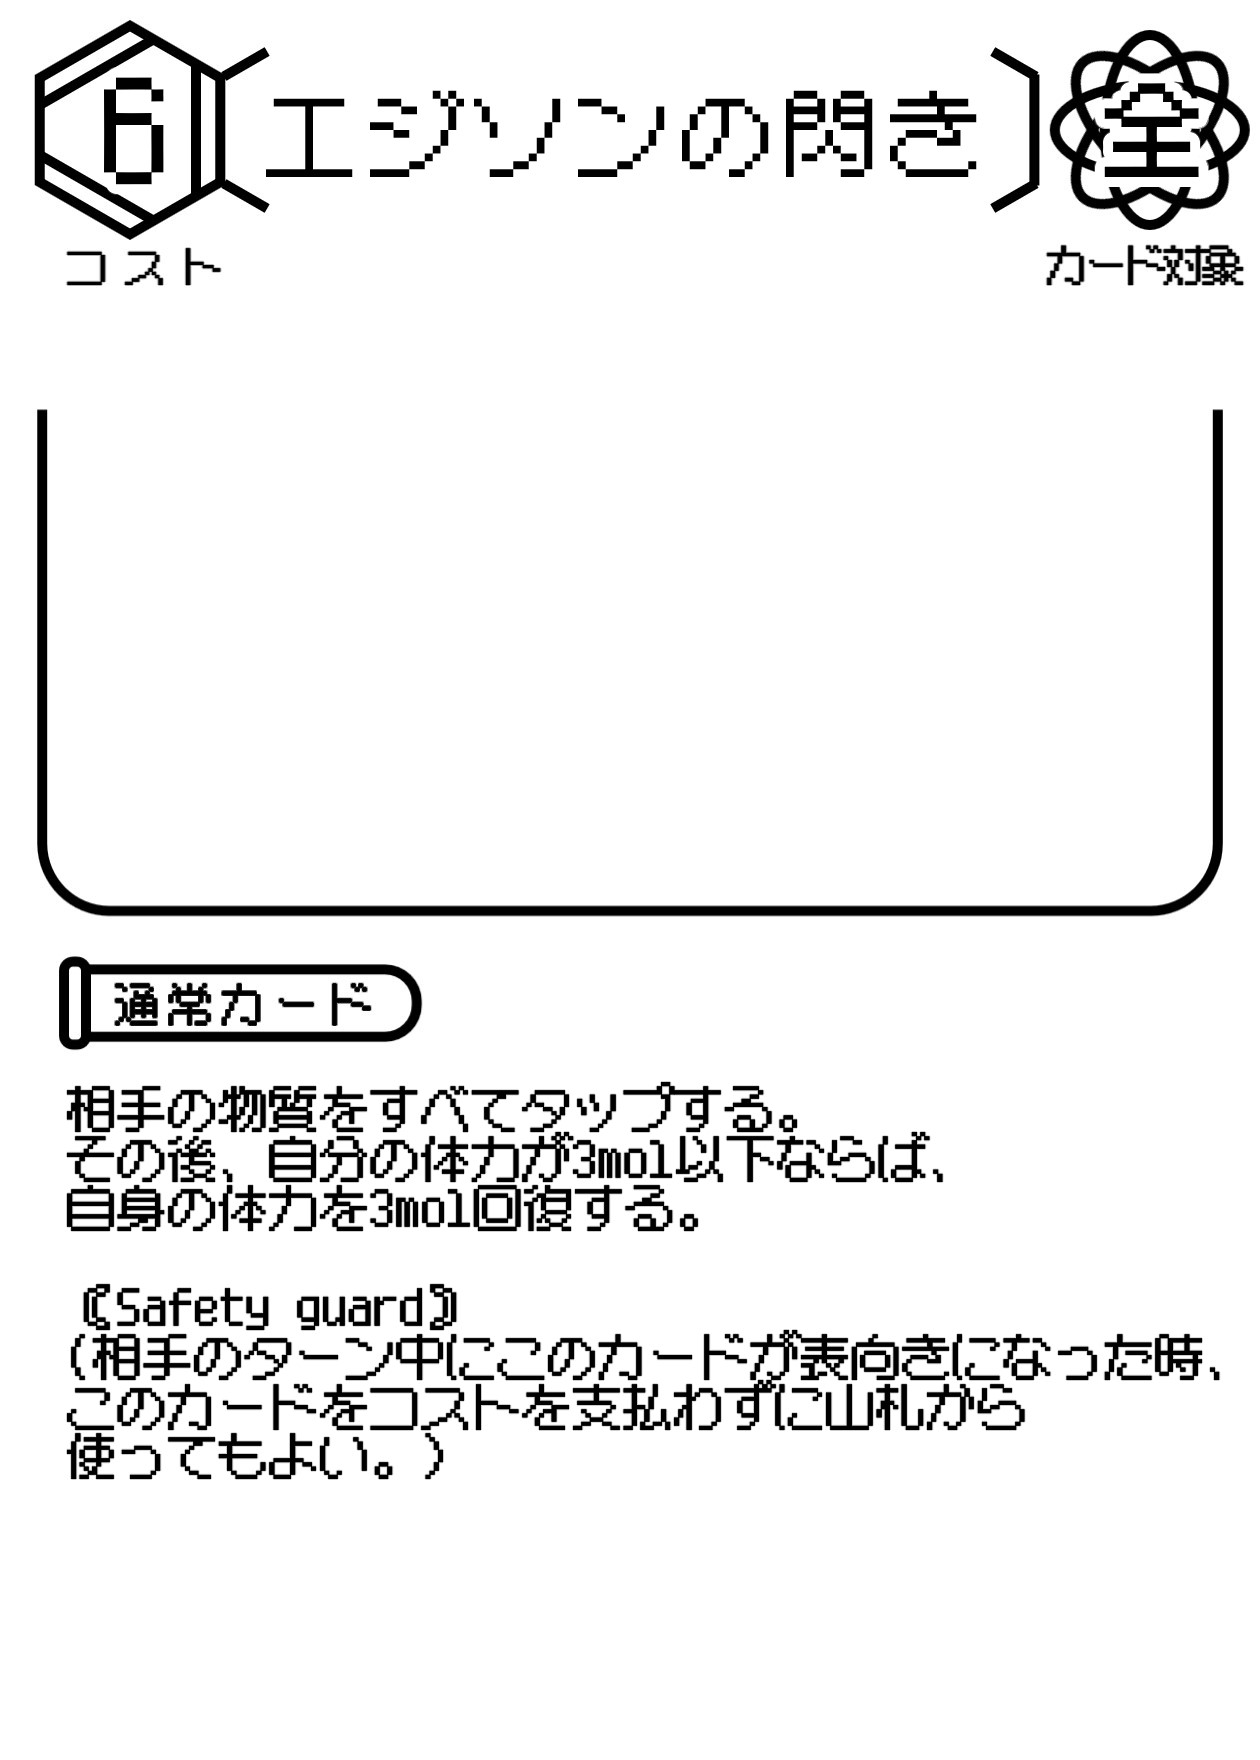 6
エジソンの閃き
全
コスト
カード対象
通常カード
相手の物質をすべてタップする。
その後、自分の体力が3mol以下ならば、
自身の体力を3mol回復する。
〘Safety guard〙
(相手のターン中にこのカードが表向きになった時、
このカードをコストを支払わずに山札から
使ってもよい。)